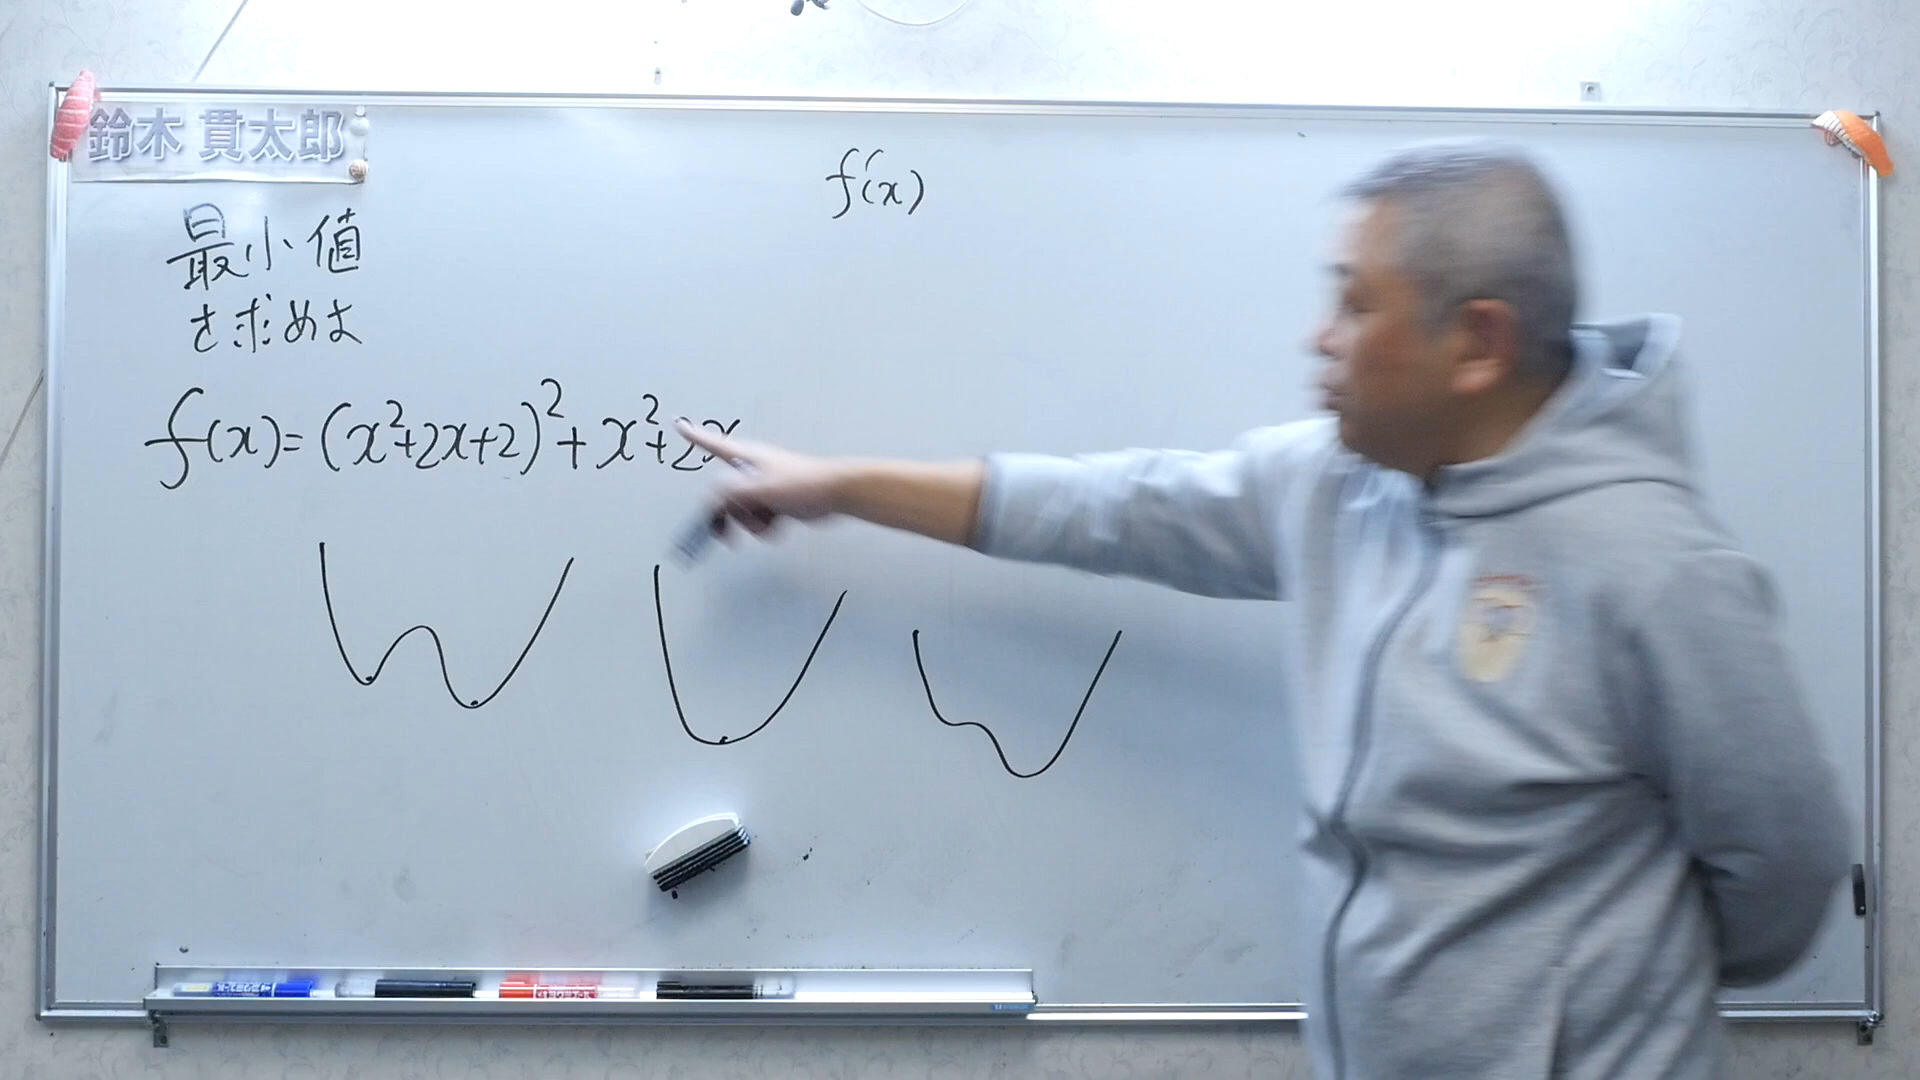 鈴木 貫太郎
最小値
を求めよ
f'(x)
f(x)=(x²+2x+2)²+x²+2x